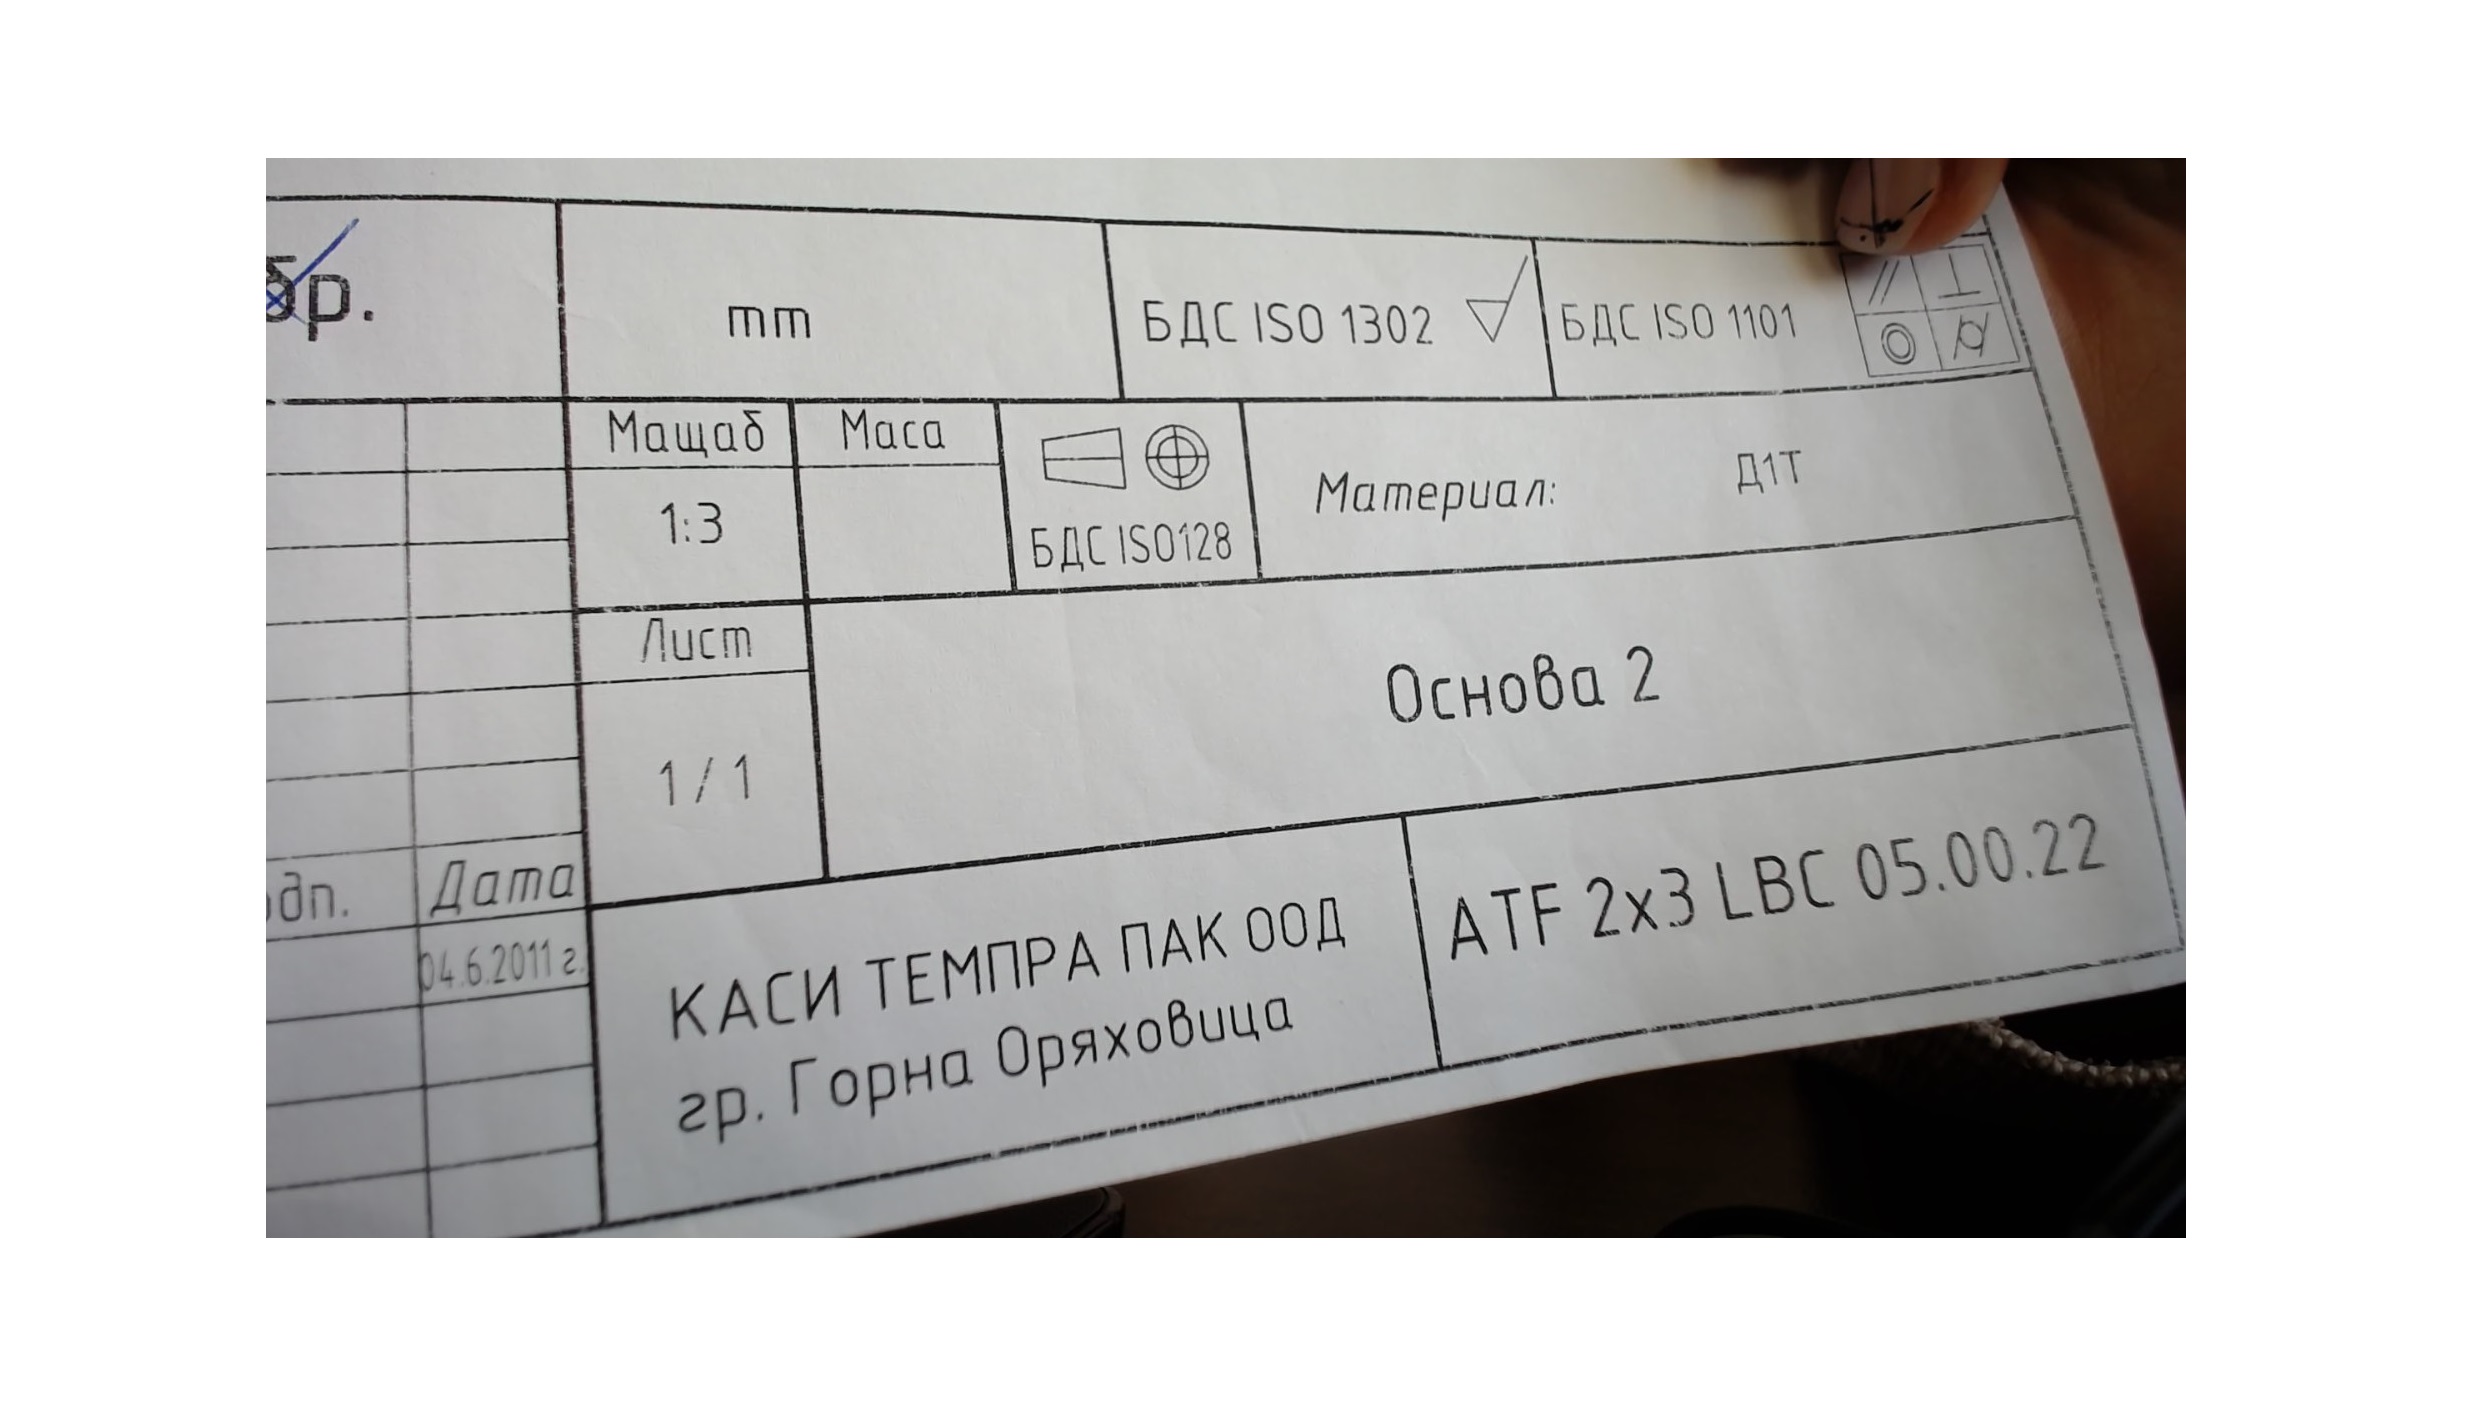 бр.
mm
БДС ISO 1302
БДС ISO 1101
Мащаб
Маса
1:3
БДС ISO128
Материал:
Д1Т
Лист
1 / 1
Основа 2
Дата
04.6.2011 г.
КАСИ ТЕМПРА ПАК ООД
гр. Горна Оряховица
ATF 2x3 LBC 05.00.22